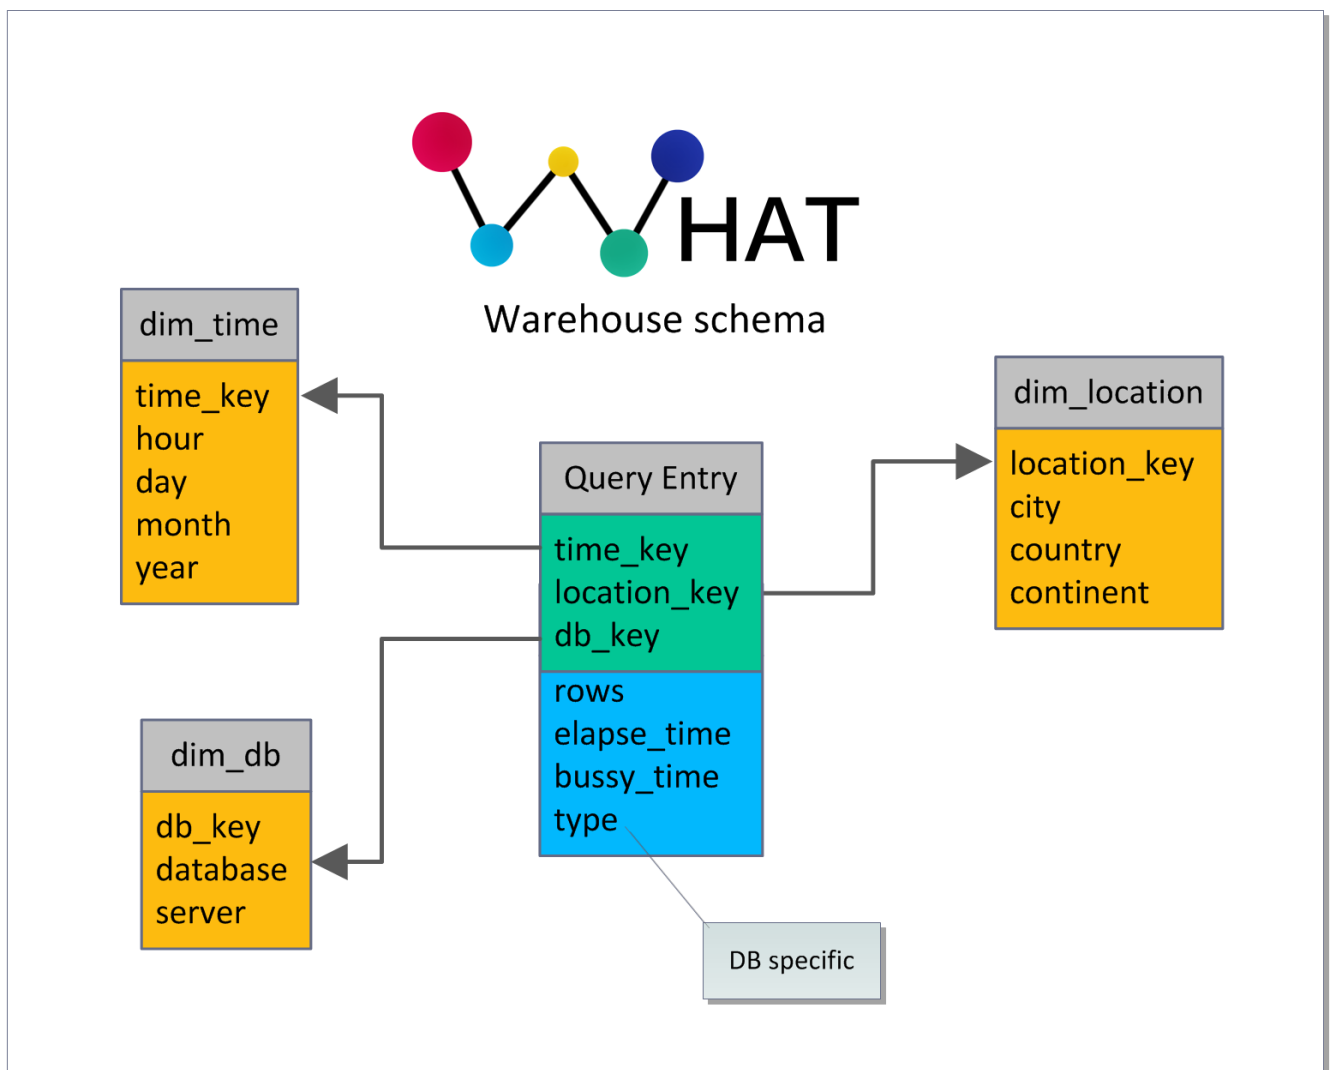 WHAT
Warehouse schema
dim_time
time_key
hour
day
month
year
dim_location
location_key
city
country
continent
Query Entry
time_key
location_key
db_key
rows
elapse_time
bussy_time
type
dim_db
db_key
database
server
DB specific